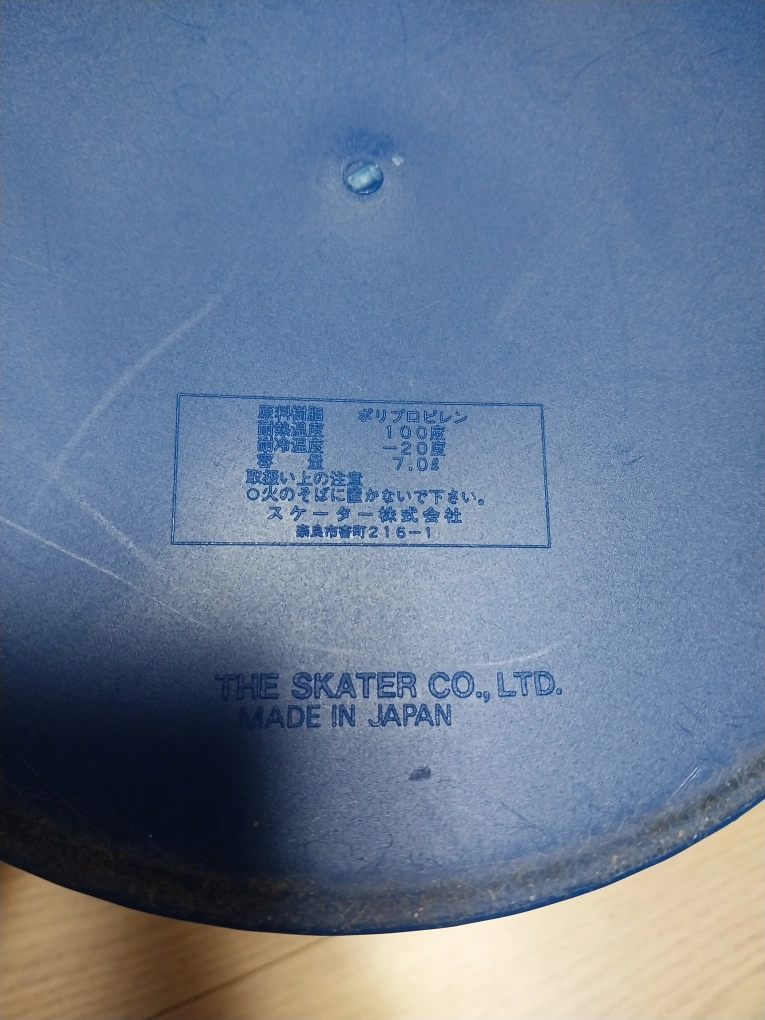 原料樹脂 ポリプロピレン
耐熱温度 100度
耐冷温度 −20度
容 量 7.0ℓ
取扱い上の注意
○火のそばに置かないで下さい。
スケーター株式会社
奈良市杏町216−1
THE SKATER CO., LTD.
MADE IN JAPAN